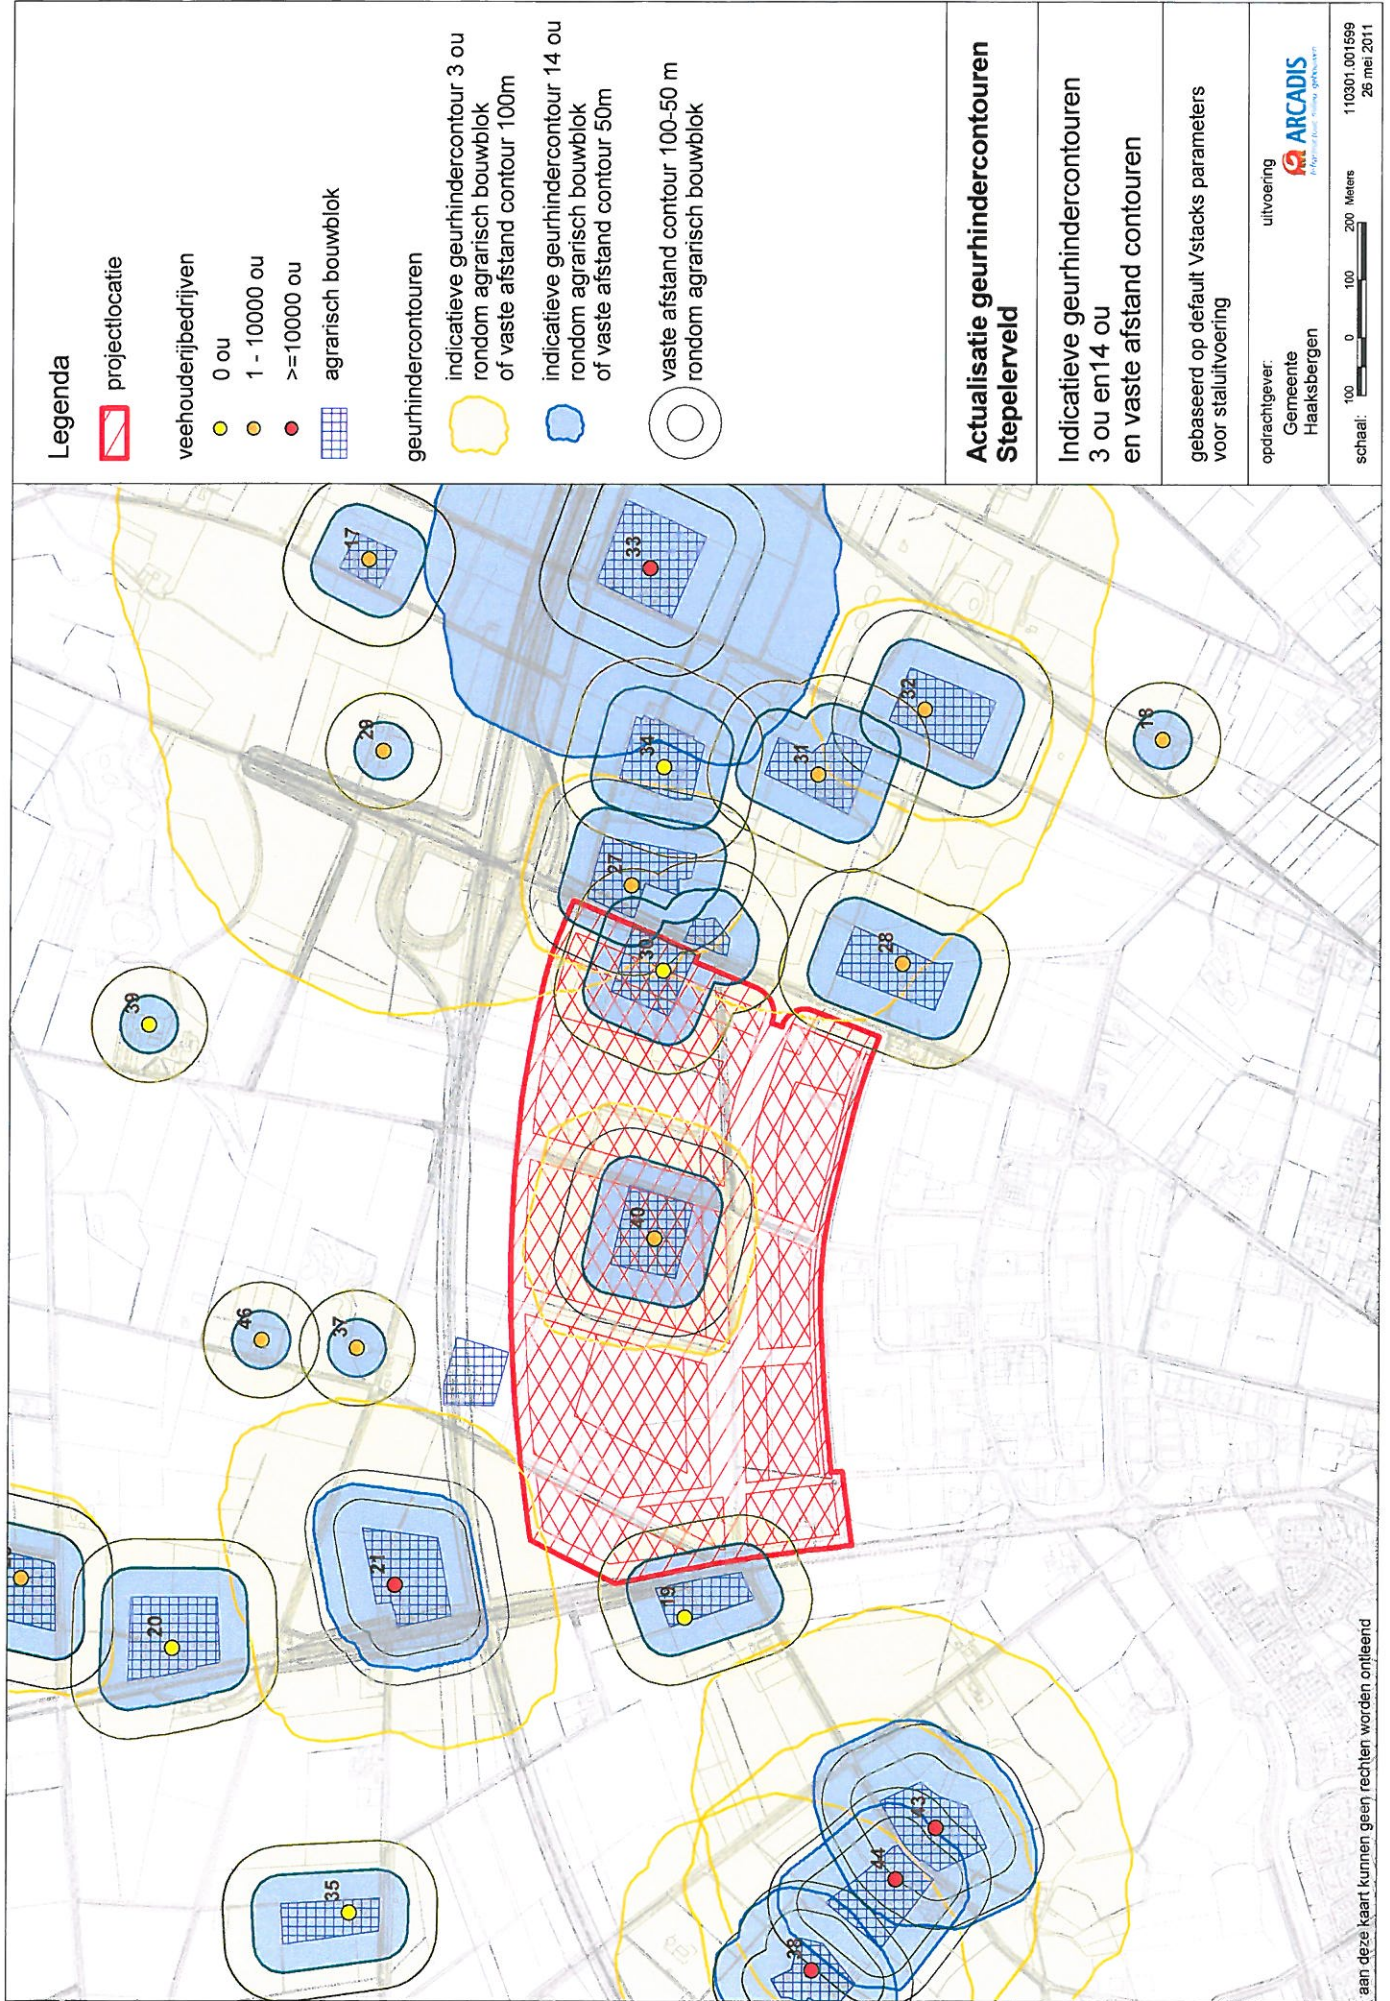 Legenda
projectlocatie
veehouderijbedrijven
0 ou
1 - 10000 ou
>=10000 ou
agrarisch bouwblok
geurhindercontouren
indicatieve geurhindercontour 3 ou
rondom agrarisch bouwblok
of vaste afstand contour 100m
indicatieve geurhindercontour 14 ou
rondom agrarisch bouwblok
of vaste afstand contour 50m
vaste afstand contour 100-50 m
rondom agrarisch bouwblok
Actualisatie geurhindercontouren
Stepelerveld
Indicatieve geurhindercontouren
3 ou en14 ou
en vaste afstand contouren
gebaseerd op default Vstacks parameters
voor staluitvoering
opdrachtgever:
Gemeente
Haaksbergen
uitvoering
ARCADIS
schaal:
100 0 100 200 Meters
110301.001599
26 mei 2011
17
33
29
32
34
31
18
27
30
28
39
40
46
37
21
20
19
35
43
44
38
aan deze kaart kunnen geen rechten worden ontleend